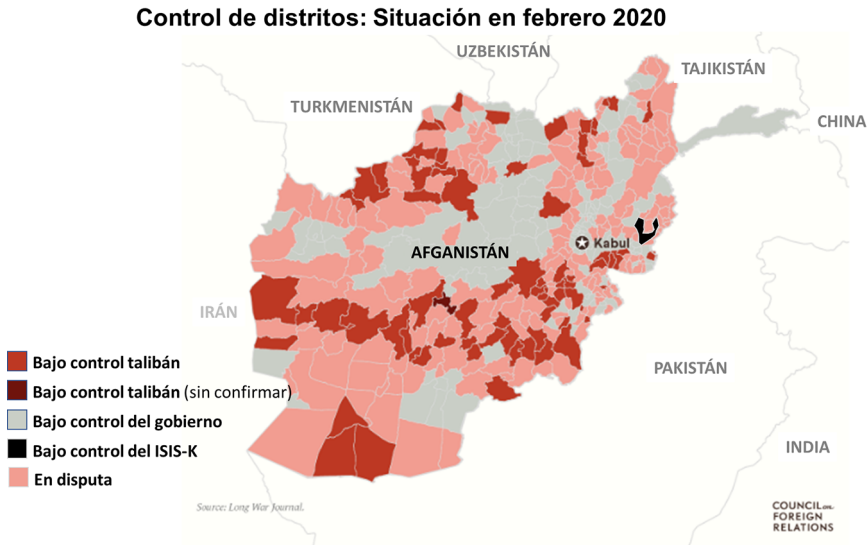 Control de distritos: Situación en febrero 2020
UZBEKISTÁN
TAJIKISTÁN
TURKMENISTÁN
CHINA
Kabul
AFGANISTÁN
IRÁN
Bajo control talibán
Bajo control talibán (sin confirmar)
Bajo control del gobierno
Bajo control del ISIS-K
En disputa
PAKISTÁN
INDIA
Source: Long War Journal.
COUNCIL on
FOREIGN
RELATIONS